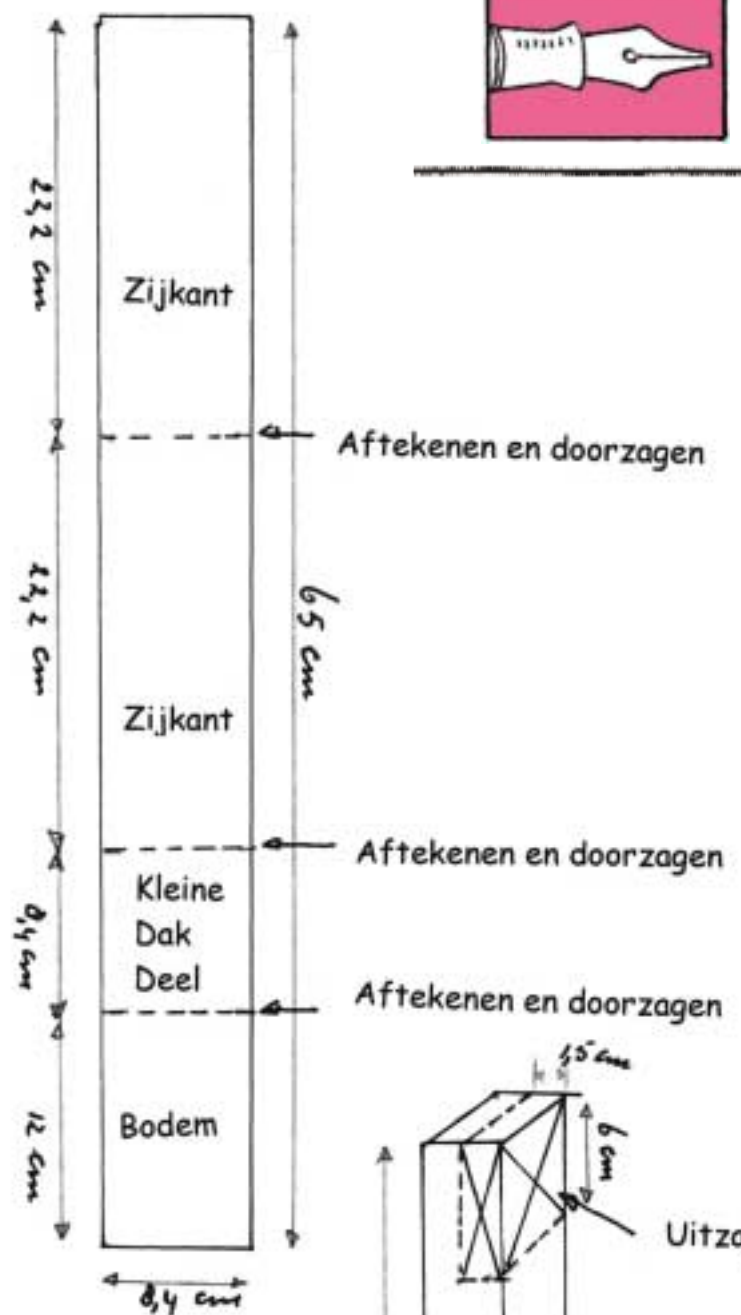 22,2 cm
Zijkant
Aftekenen en doorzagen
22,2 cm
65 cm
Zijkant
Aftekenen en doorzagen
Kleine
Dak
Deel
8,4 cm
Aftekenen en doorzagen
1,5 cm
6 cm
Bodem
12 cm
Uitza
8,4 cm